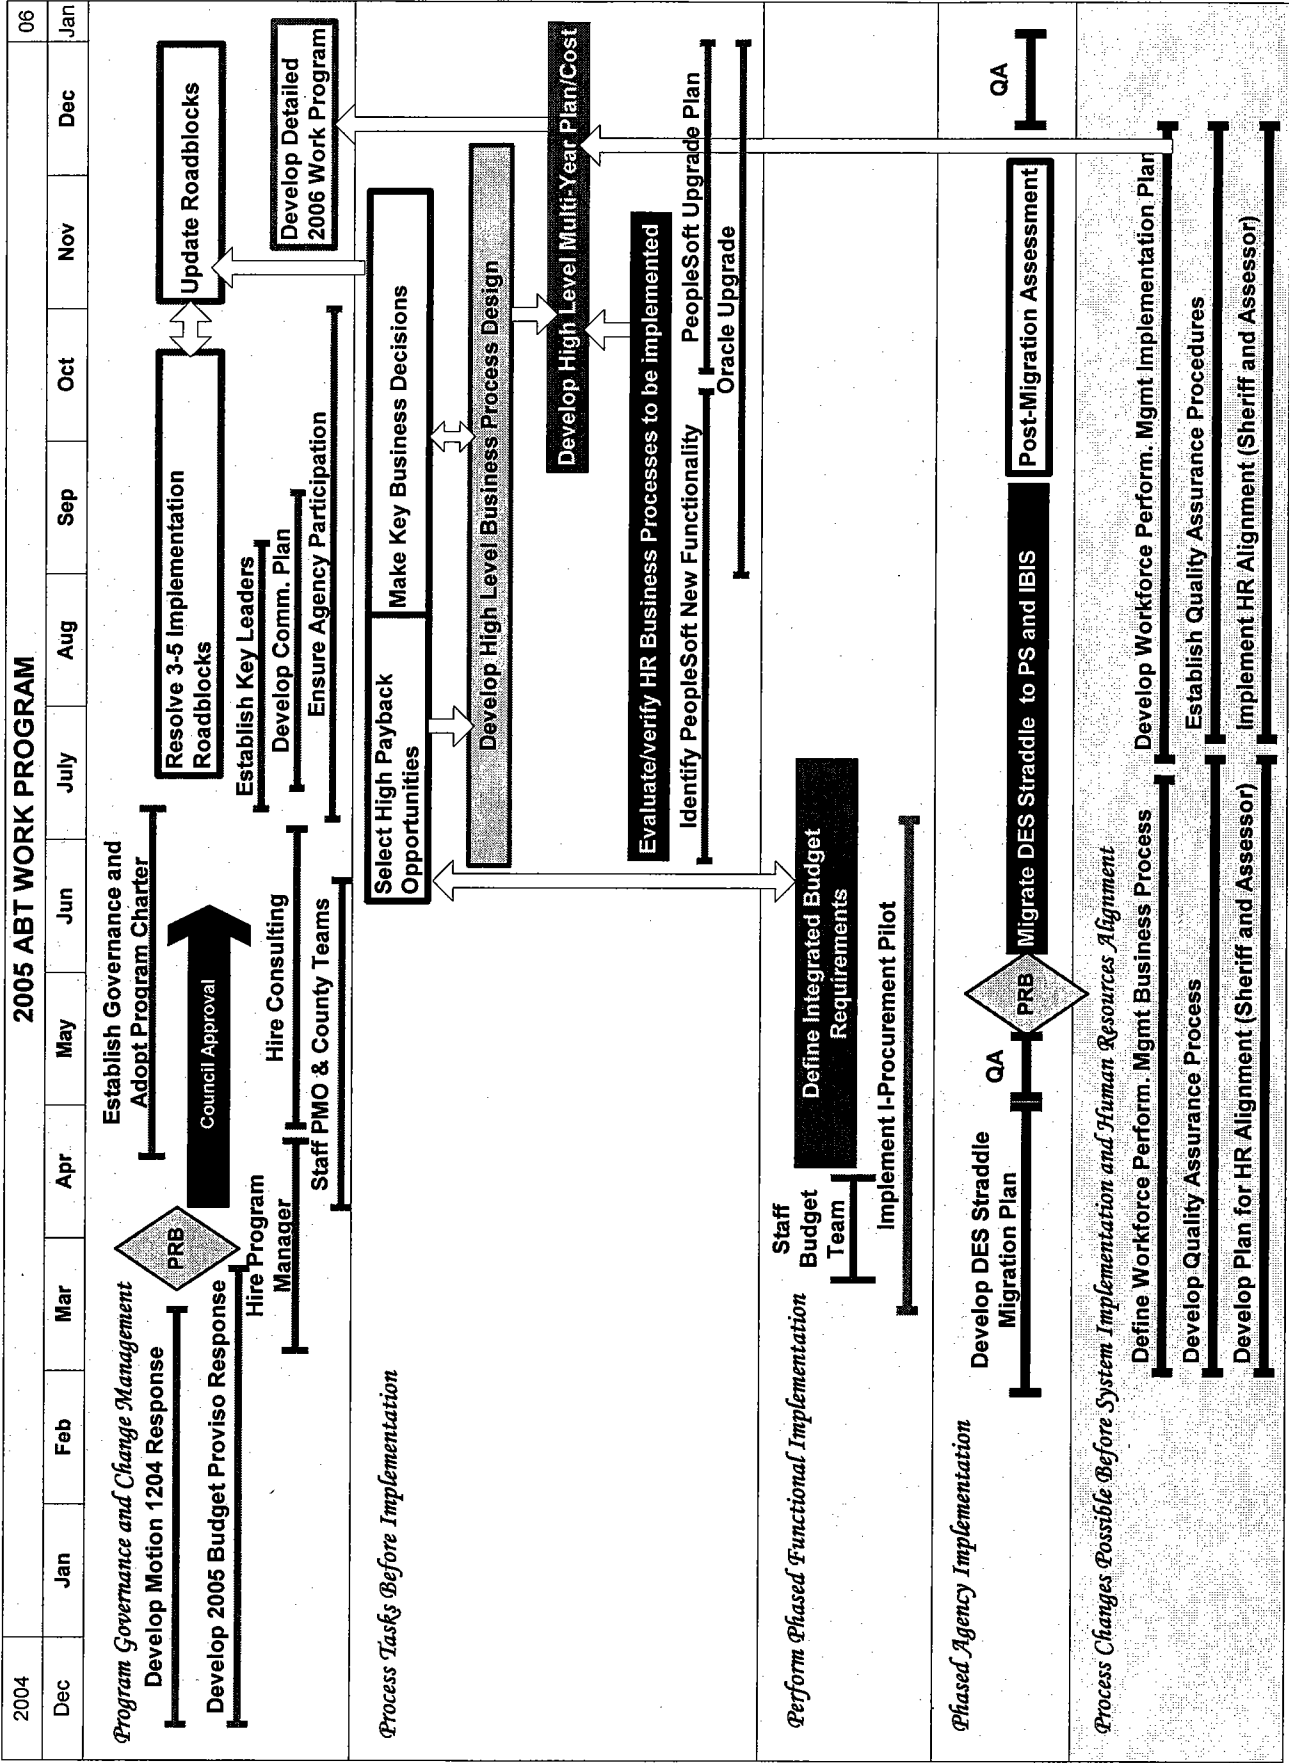 2005 ABT WORK PROGRAM
2004
06
Dec
Jan
Feb
Mar
Apr
May
Jun
July
Aug
Sep
Oct
Nov
Dec
Jan
Program Governance and Change Management
Develop Motion 1204 Response
Develop 2005 Budget Proviso Response
PRB
Hire Program
Manager
Establish Governance and
Adopt Program Charter
Council Approval
Hire Consulting
Staff PMO & County Teams
Resolve 3-5 Implementation
Roadblocks
Establish Key Leaders
Develop Comm. Plan
Ensure Agency Participation
Update Roadblocks
Develop Detailed
2006 Work Program
Process Tasks Before Implementation
Select High Payback
Opportunities
Make Key Business Decisions
Develop High Level Business Process Design
Develop High Level Multi-Year Plan/Cost
Evaluate/verify HR Business Processes to be implemented
Identify PeopleSoft New Functionality
PeopleSoft Upgrade Plan
Oracle Upgrade
Perform Phased Functional Implementation
Staff
Budget
Team
Define Integrated Budget
Requirements
Implement I-Procurement Pilot
Phased Agency Implementation
Develop DES Straddle
Migration Plan
QA
PRB
Migrate DES Straddle to PS and IBIS
Post-Migration Assessment
QA
Process Changes Possible Before System Implementation and Human Resources Alignment
Define Workforce Perform. Mgmt Business Process
Develop Workforce Perform. Mgmt Implementation Plan
Develop Quality Assurance Process
Establish Quality Assurance Procedures
Develop Plan for HR Alignment (Sheriff and Assessor)
Implement HR Alignment (Sheriff and Assessor)